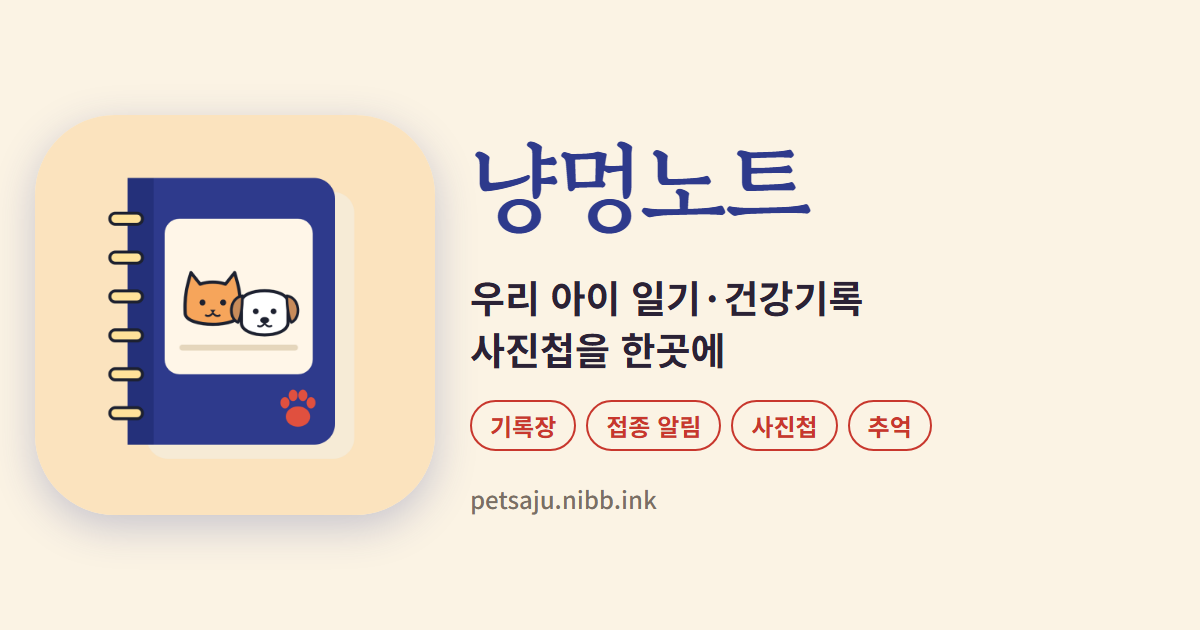 냥멍노트
우리 아이 일기·건강기록
사진첩을 한곳에
기록장 접종 알림 사진첩 추억
petsaju.nibb.ink